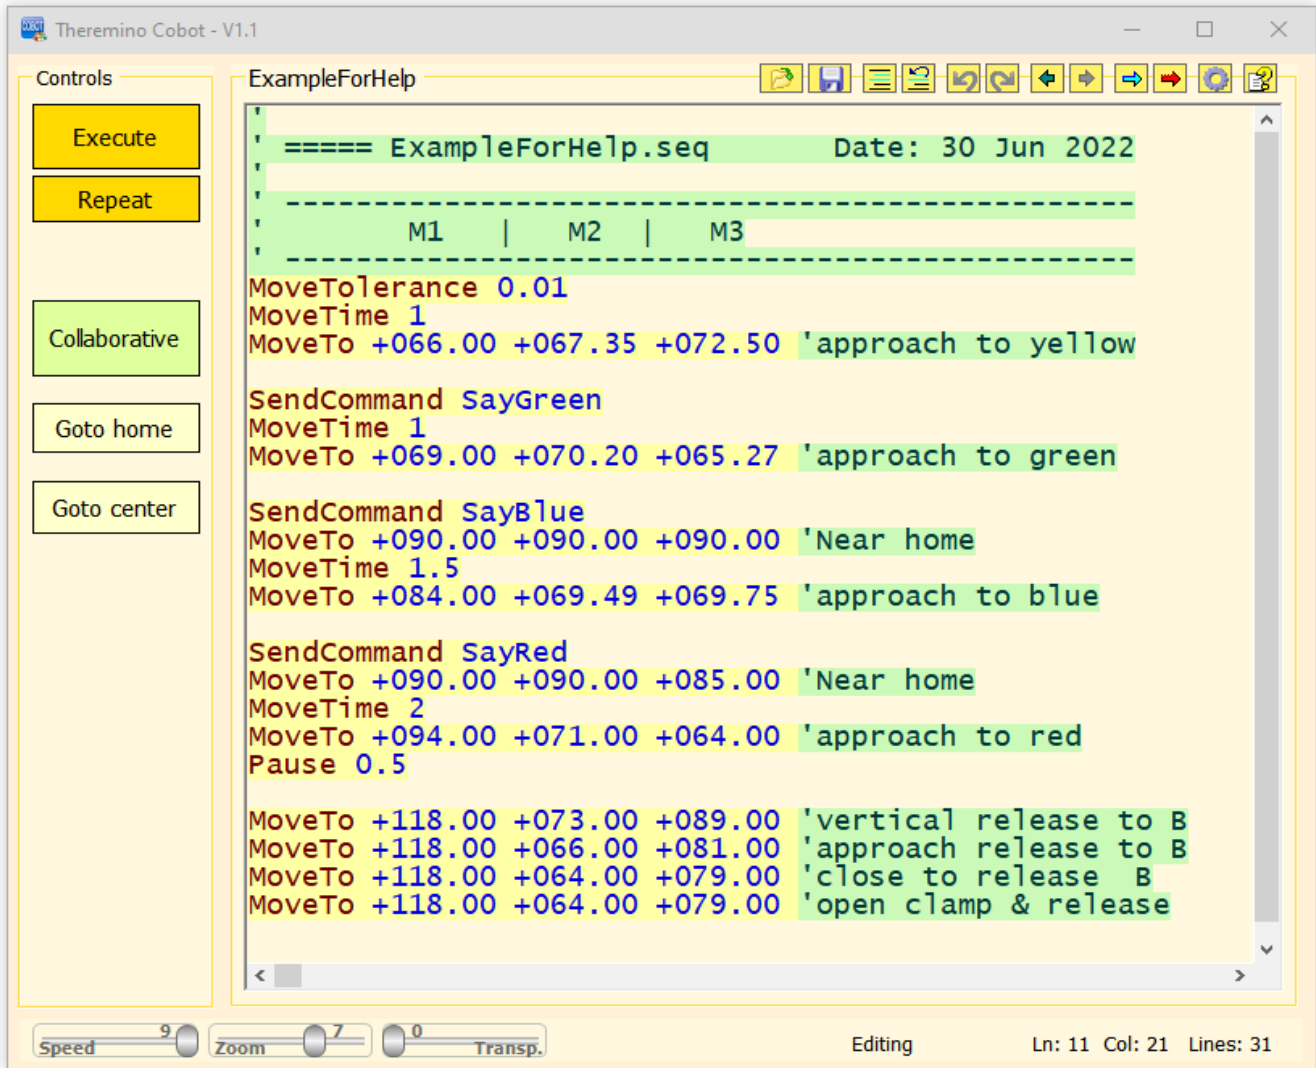 Theremino Cobot - V1.1
Controls
Execute
Repeat
Collaborative
Goto home
Goto center
ExampleForHelp
'
' ===== ExampleForHelp.seq       Date: 30 Jun 2022
'
' ------------------------------------------------
'        M1   |   M2  |   M3
' ------------------------------------------------
MoveTolerance 0.01
MoveTime 1
MoveTo +066.00 +067.35 +072.50 'approach to yellow
SendCommand SayGreen
MoveTime 1
MoveTo +069.00 +070.20 +065.27 'approach to green
SendCommand SayBlue
MoveTo +090.00 +090.00 +090.00 'Near home
MoveTime 1.5
MoveTo +084.00 +069.49 +069.75 'approach to blue
SendCommand SayRed
MoveTo +090.00 +090.00 +085.00 'Near home
MoveTime 2
MoveTo +094.00 +071.00 +064.00 'approach to red
Pause 0.5
MoveTo +118.00 +073.00 +089.00 'vertical release to B
MoveTo +118.00 +066.00 +081.00 'approach release to B
MoveTo +118.00 +064.00 +079.00 'close to release  B
MoveTo +118.00 +064.00 +079.00 'open clamp & release
Speed 9 Zoom 7 0 Transp. Editing Ln: 11 Col: 21 Lines: 31